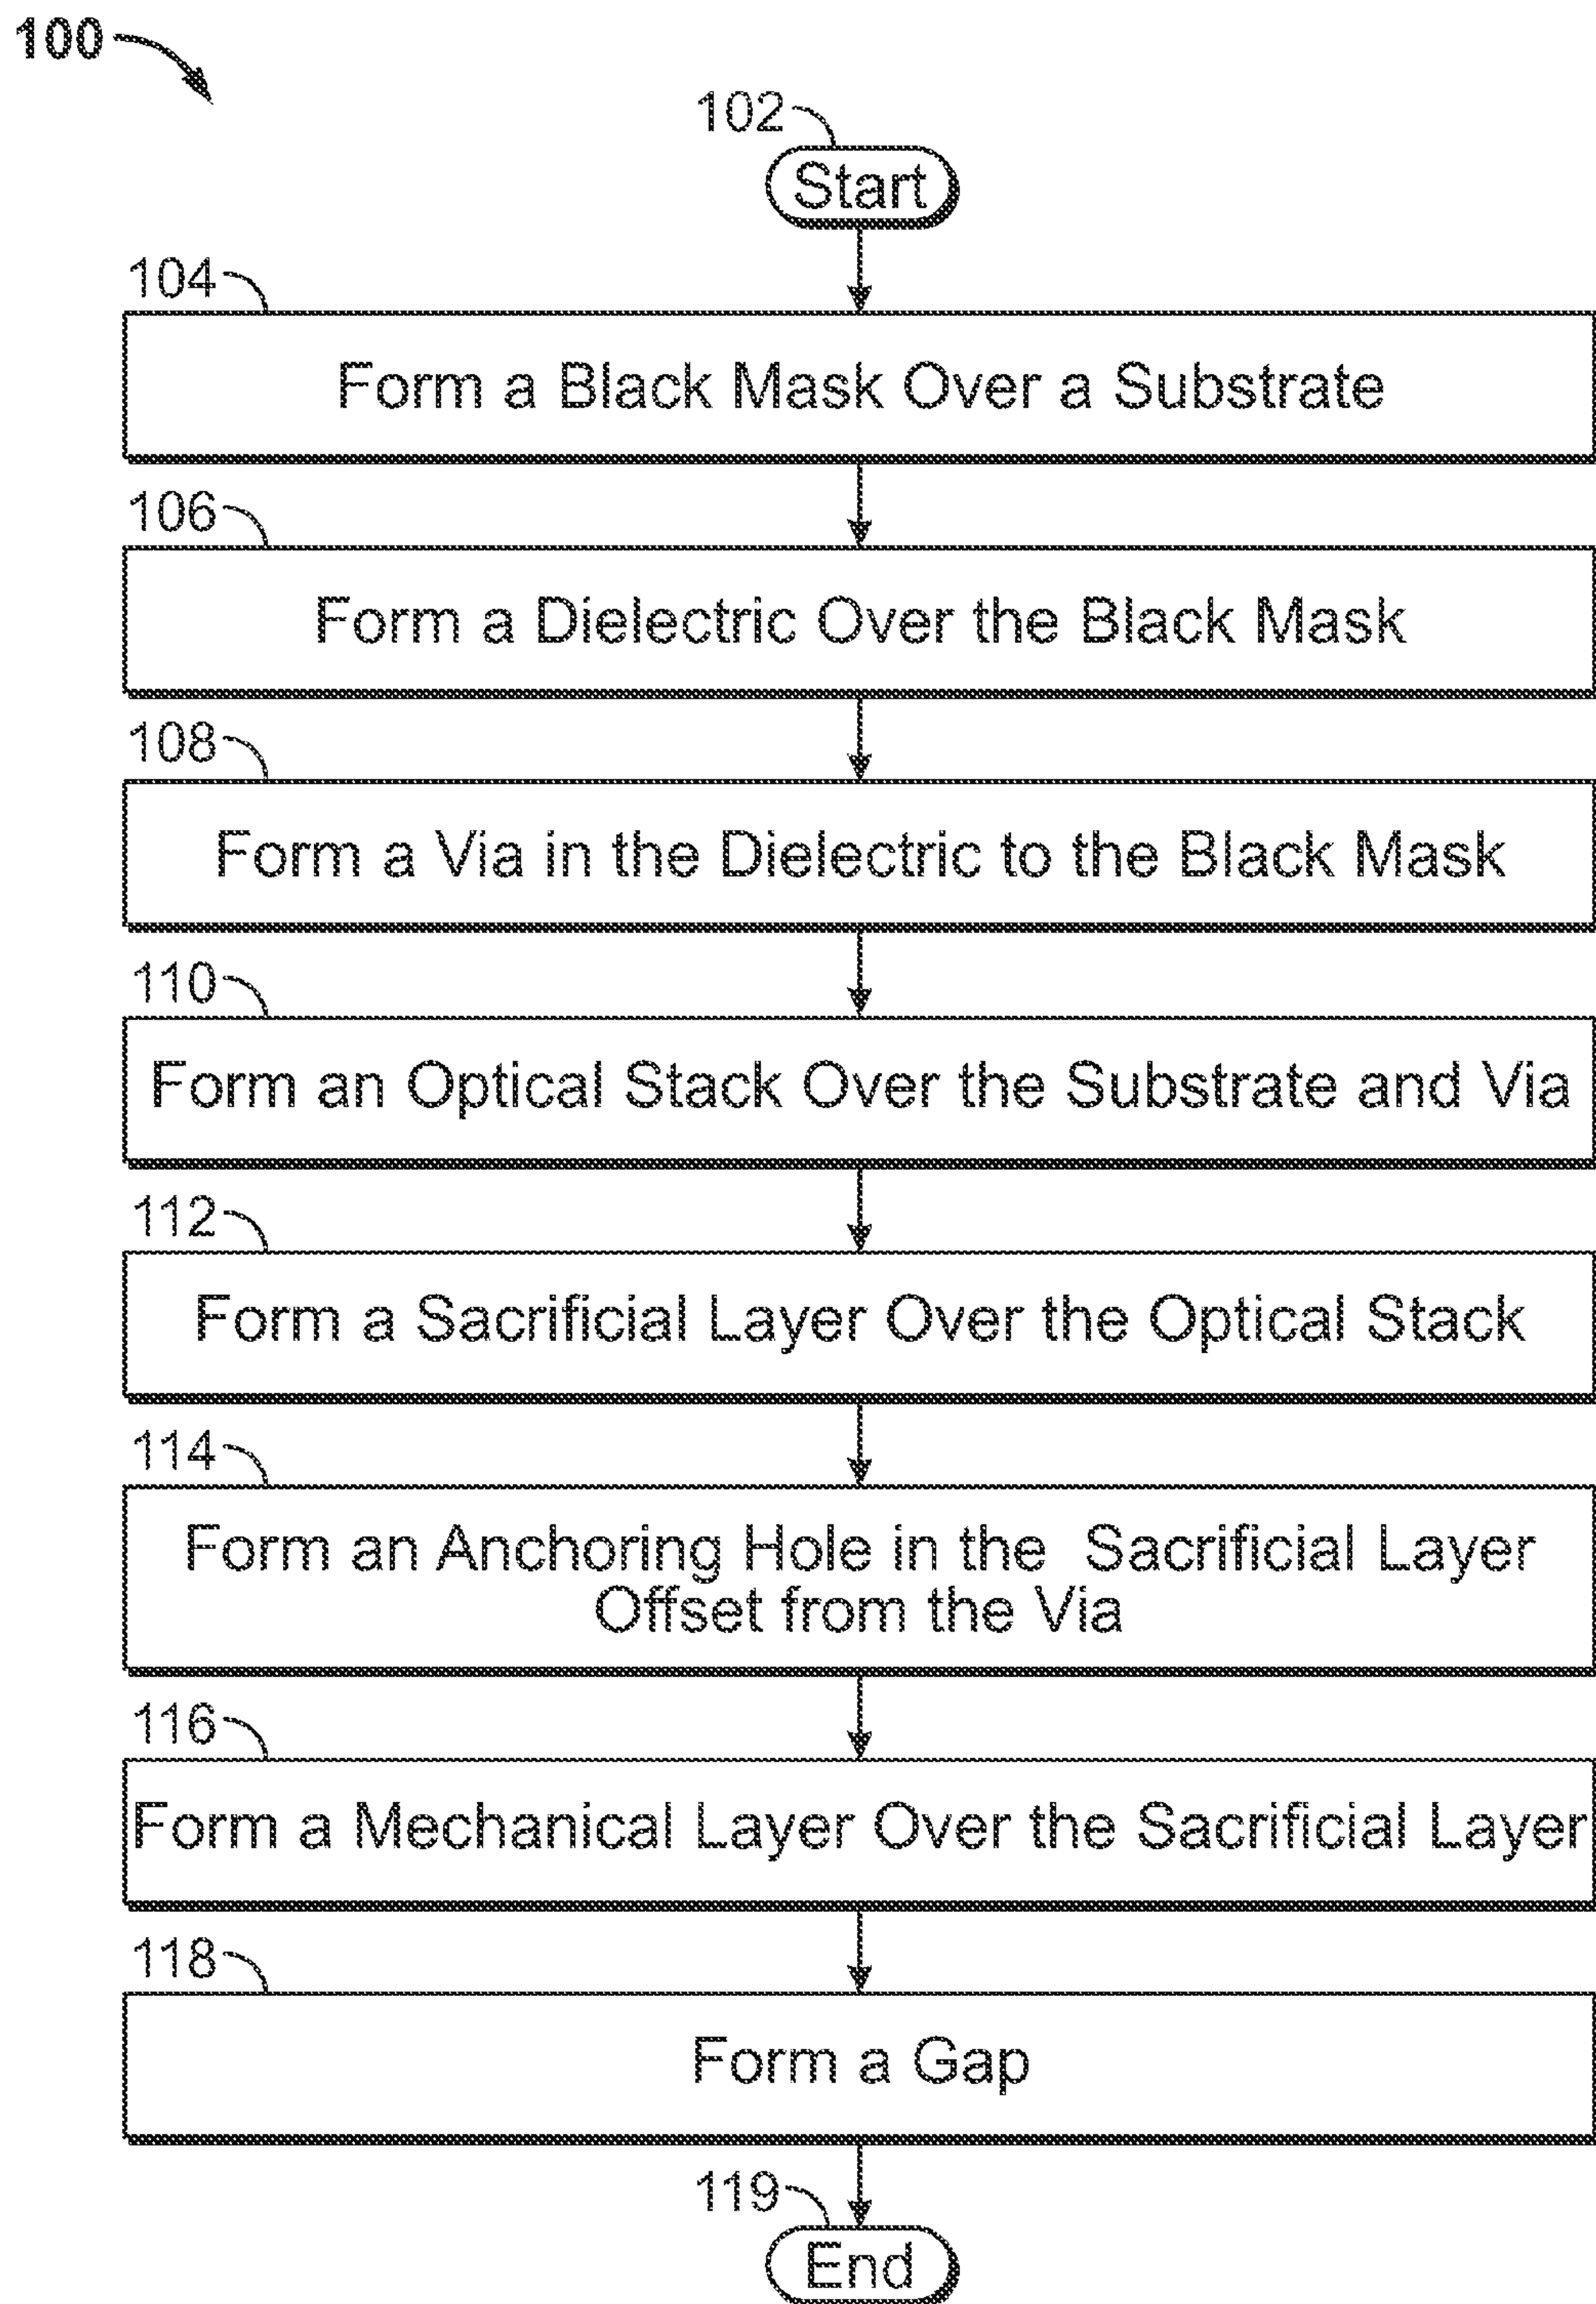 100
102
Start
104
Form a Black Mask Over a Substrate
106
Form a Dielectric Over the Black Mask
108
Form a Via in the Dielectric to the Black Mask
110
Form an Optical Stack Over the Substrate and Via
112
Form a Sacrificial Layer Over the Optical Stack
114
Form an Anchoring Hole in the Sacrificial Layer
Offset from the Via
116
Form a Mechanical Layer Over the Sacrificial Layer
118
Form a Gap
119
End